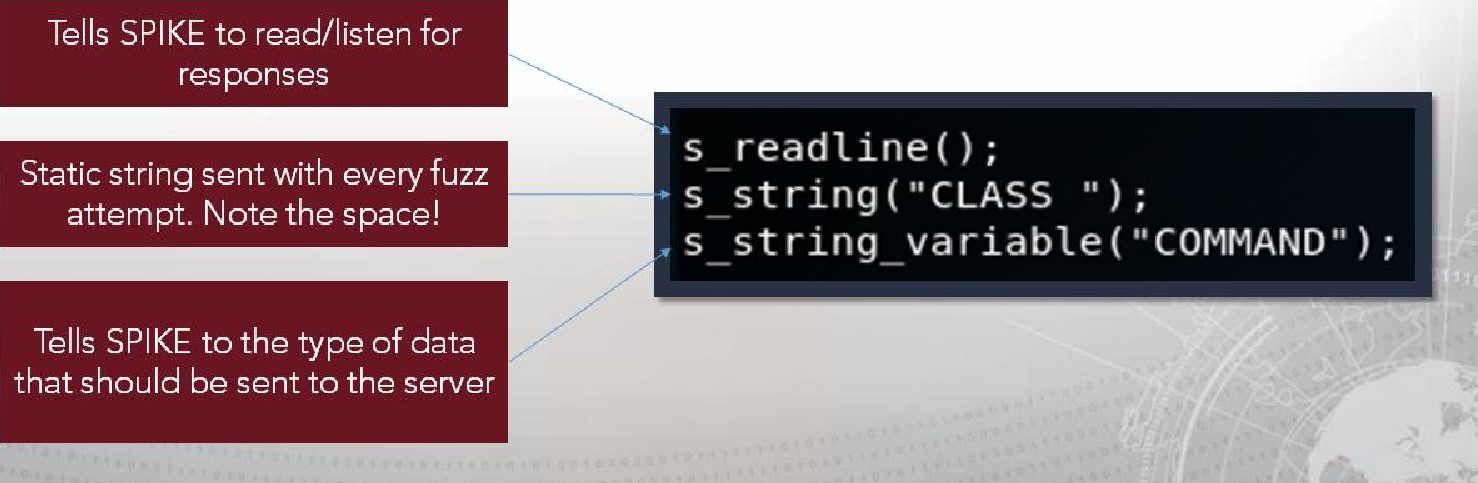 Tells SPIKE to read/listen for
responses
Static string sent with every fuzz
attempt. Note the space!
Tells SPIKE to the type of data
that should be sent to the server
s_readline();
s_string("CLASS ");
s_string_variable("COMMAND");